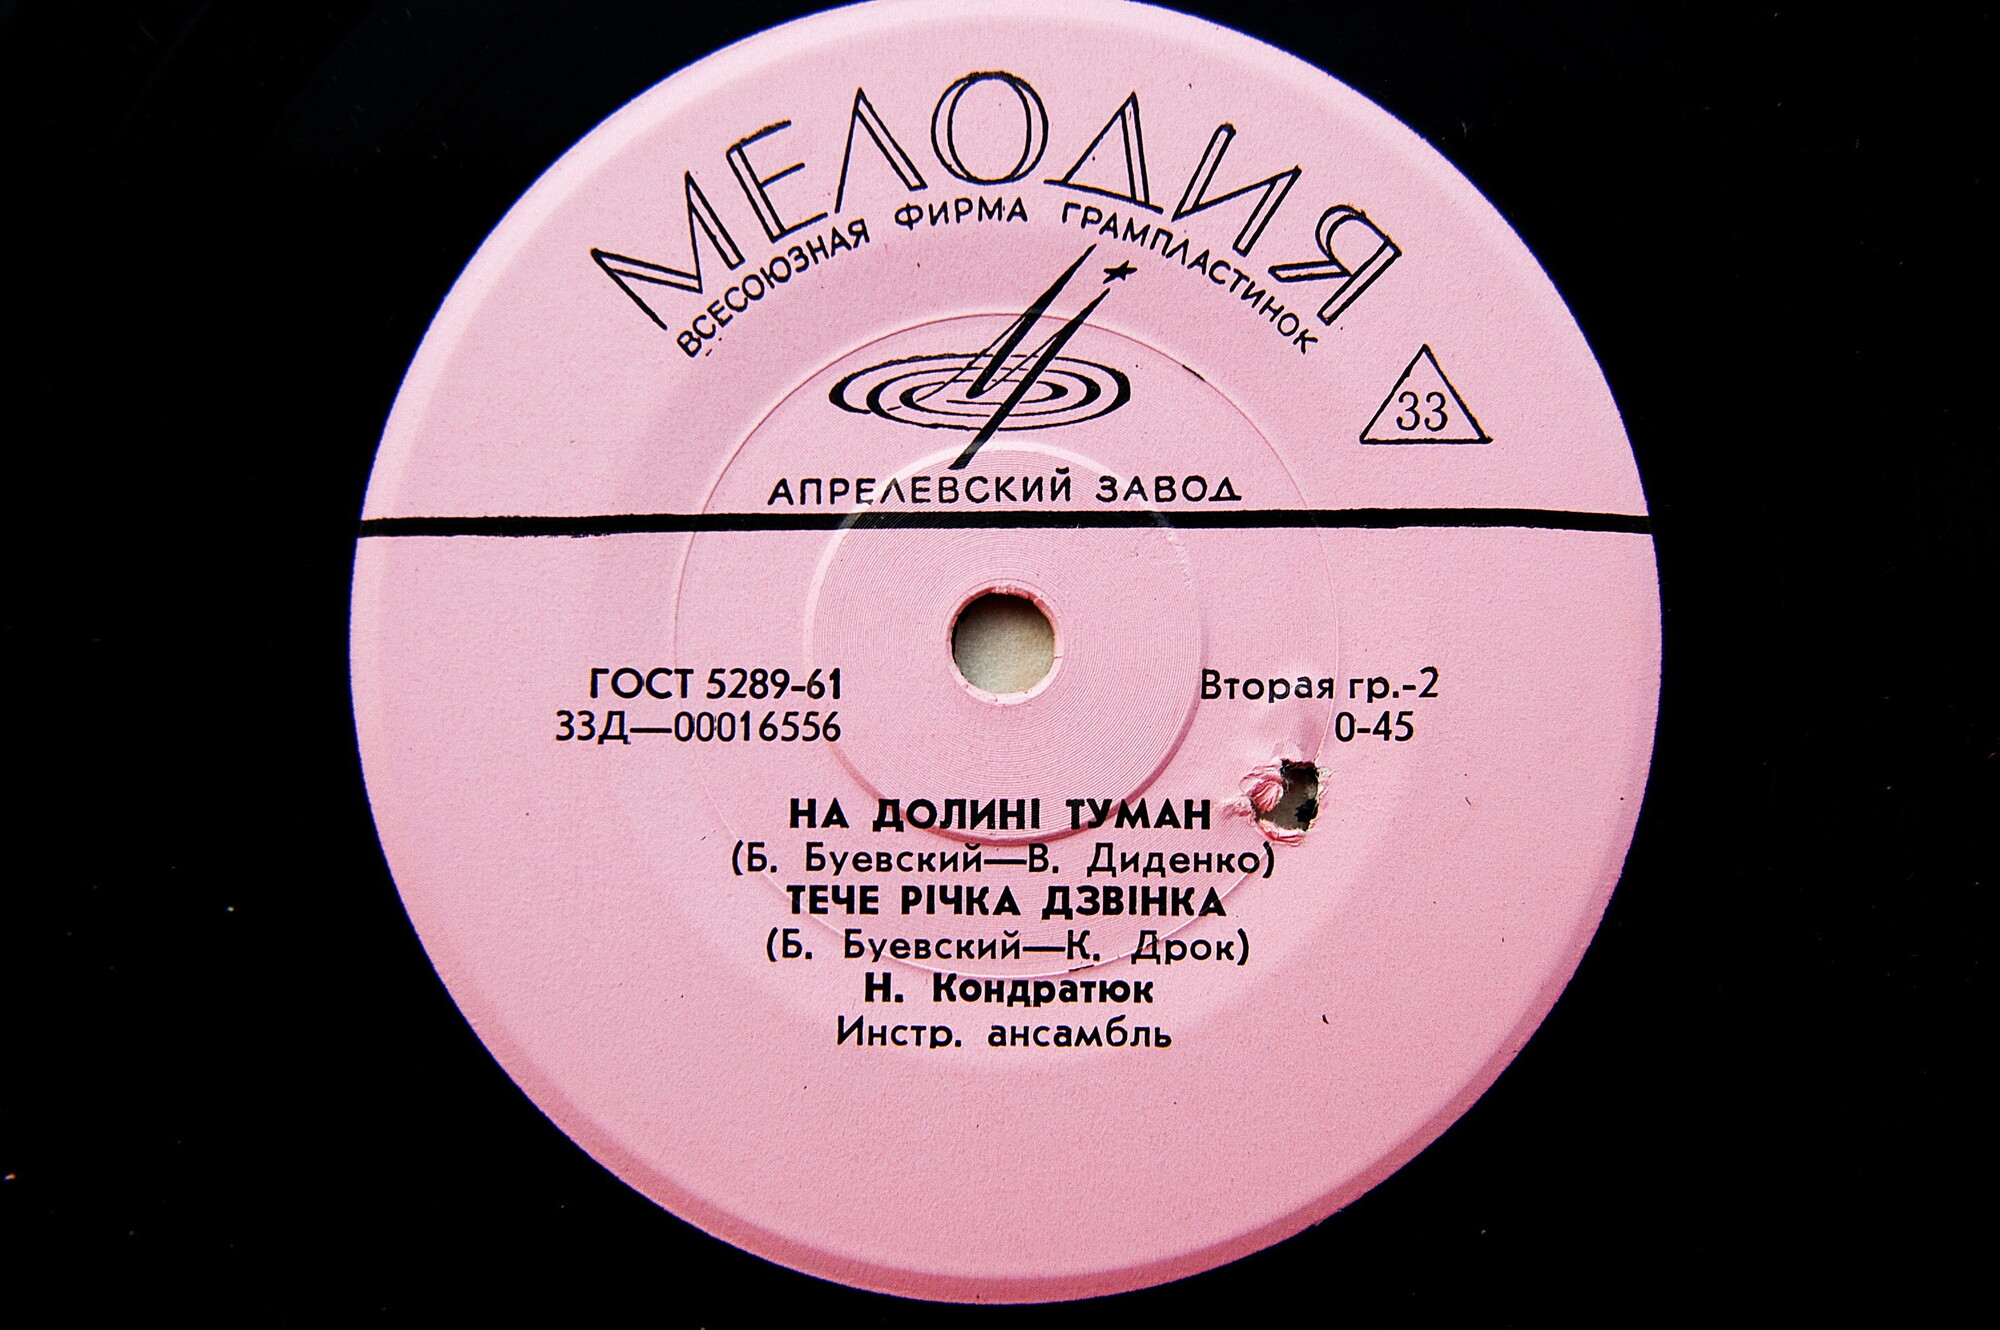 МЕЛОДИЯ
ВСЕСОЮЗНАЯ ФИРМА ГРАМПЛАСТИНОК
33
АПРЕЛЕВСКИЙ ЗАВОД
ГОСТ 5289-61
Вторая гр.-2
33Д—00016556
0-45
НА ДОЛИНІ ТУМАН
(Б. Буевский—В. Диденко)
ТЕЧЕ РІЧКА ДЗВІНКА
(Б. Буевский—К. Дрок)
Н. Кондратюк
Инстр. ансамбль